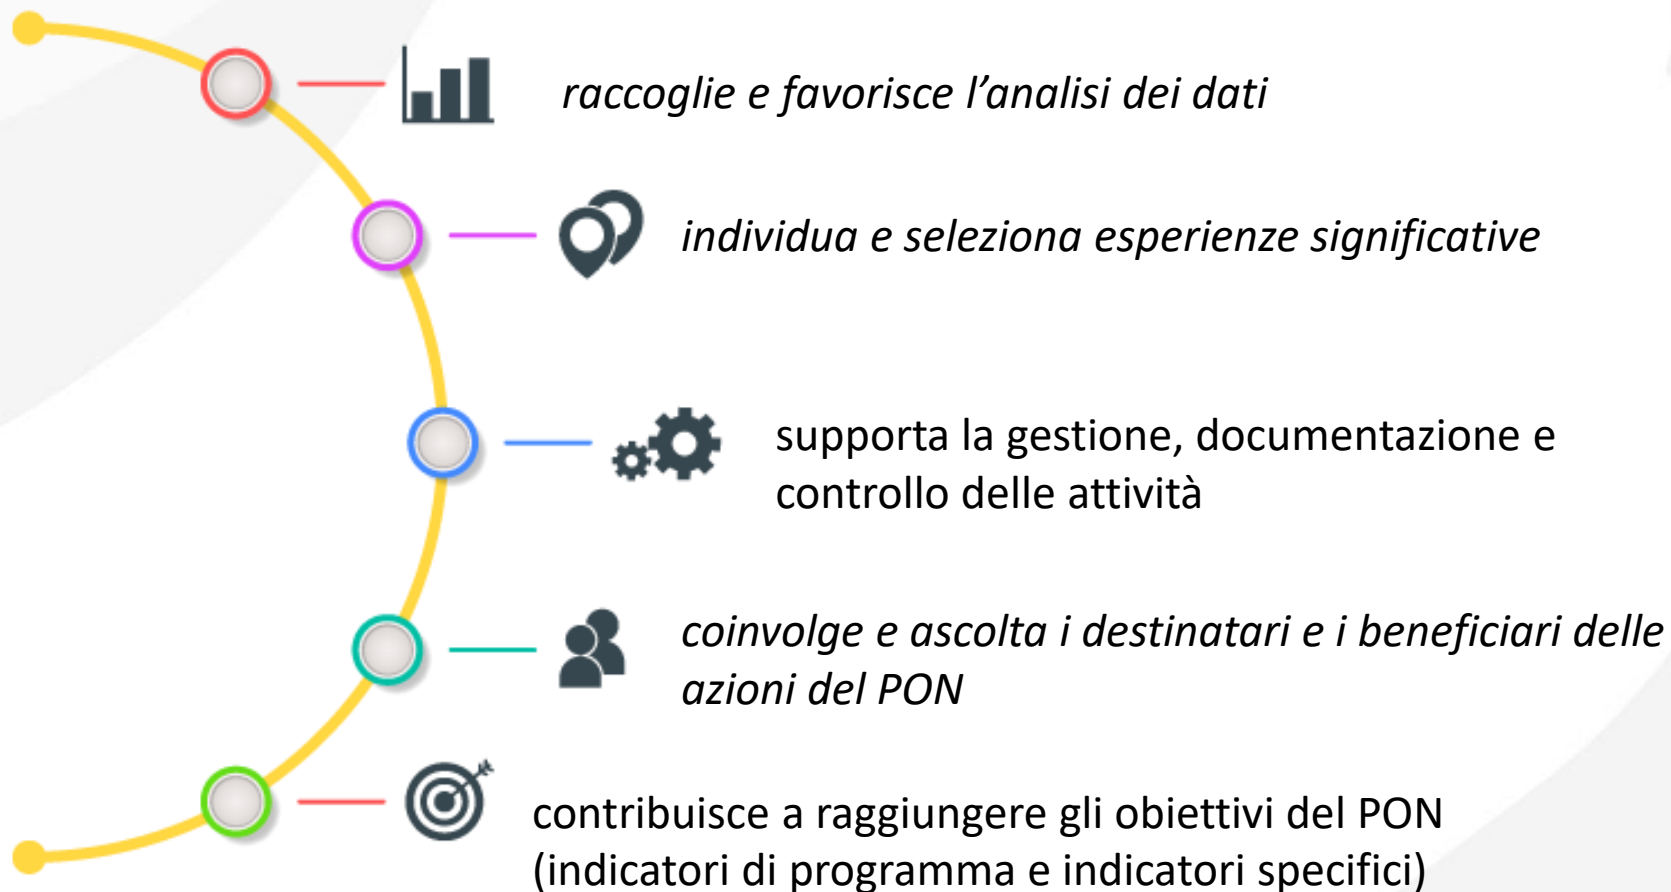 raccoglie e favorisce l’analisi dei dati
individua e seleziona esperienze significative
supporta la gestione, documentazione e
controllo delle attività
coinvolge e ascolta i destinatari e i beneficiari delle
azioni del PON
contribuisce a raggiungere gli obiettivi del PON
(indicatori di programma e indicatori specifici)